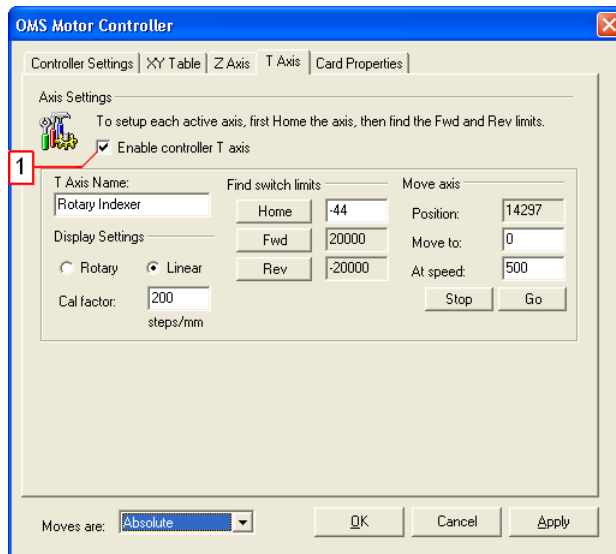 OMS Motor Controller
Controller Settings XY Table Z Axis T Axis Card Properties
Axis Settings
To setup each active axis, first Home the axis, then find the Fwd and Rev limits.
1
Enable controller T axis
T Axis Name:
Rotary Indexer
Display Settings
Rotary Linear
Cal factor: 200
steps/mm
Find switch limits
Home -44
Fwd 20000
Rev -20000
Move axis
Position: 14297
Move to: 0
At speed: 500
Stop Go
Moves are: Absolute
OK Cancel Apply